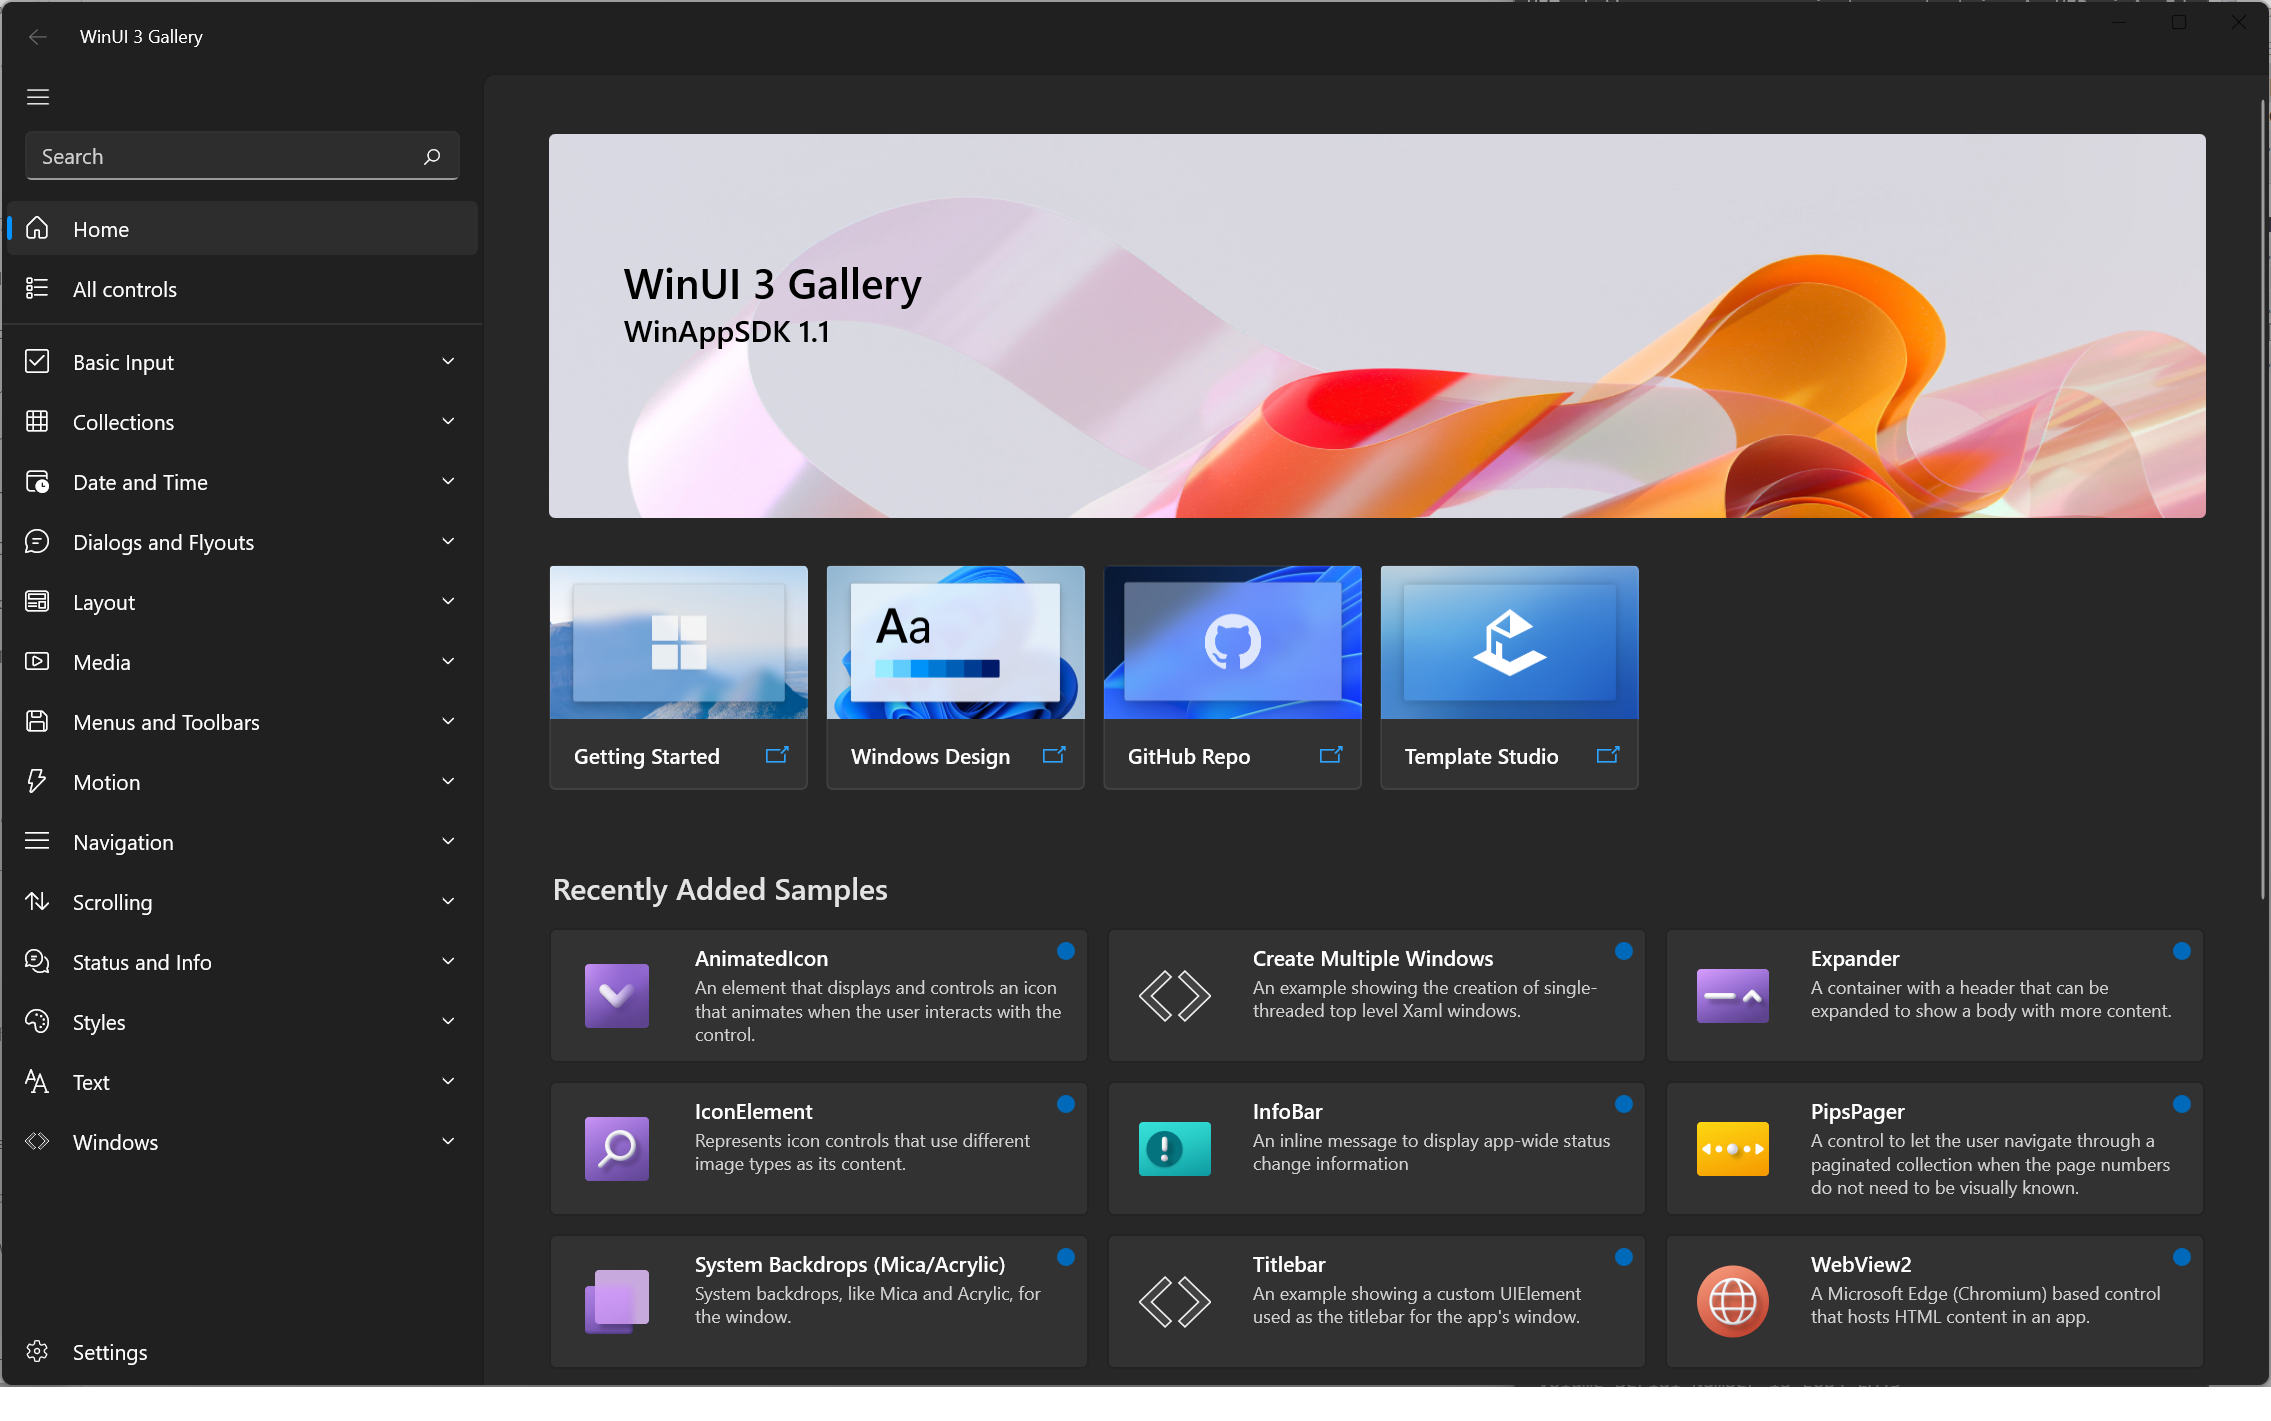 WinUI 3 Gallery
Search
Home
All controls
Basic Input
Collections
Date and Time
Dialogs and Flyouts
Layout
Media
Menus and Toolbars
Motion
Navigation
Scrolling
Status and Info
Styles
Text
Windows
Settings
WinUI 3 Gallery
WinAppSDK 1.1
Aa
Getting Started
Windows Design
GitHub Repo
Template Studio
Recently Added Samples
AnimatedIcon
An element that displays and controls an icon
that animates when the user interacts with the
control.
Create Multiple Windows
An example showing the creation of single-
threaded top level Xaml windows.
Expander
A container with a header that can be
expanded to show a body with more content.
IconElement
Represents icon controls that use different
image types as its content.
InfoBar
An inline message to display app-wide status
change information
PipsPager
A control to let the user navigate through a
paginated collection when the page numbers
do not need to be visually known.
System Backdrops (Mica/Acrylic)
System backdrops, like Mica and Acrylic, for
the window.
Titlebar
An example showing a custom UIElement
used as the titlebar for the app's window.
WebView2
A Microsoft Edge (Chromium) based control
that hosts HTML content in an app.